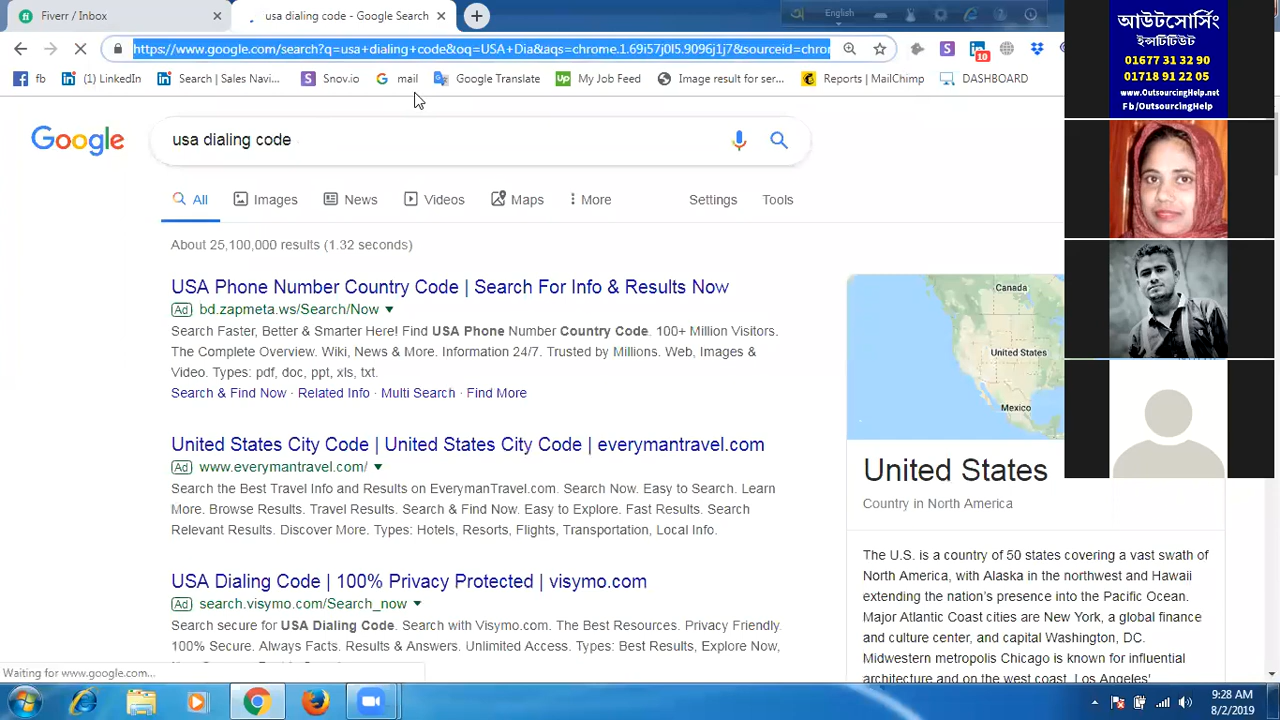 Fiverr / Inbox
usa dialing code - Google Search
English
https://www.google.com/search?q=usa+dialing+code&oq=USA+Dia&aqs=chrome.1.69i57j0l5.9096j1j7&sourceid=chro
10
fb
(1) LinkedIn
Search | Sales Navi...
Snov.io
mail
Google Translate
My Job Feed
Image result for ser...
Reports | MailChimp
DASHBOARD
Google
usa dialing code
All
Images
News
Videos
Maps
More
Settings
Tools
About 25,100,000 results (1.32 seconds)
USA Phone Number Country Code | Search For Info & Results Now
Ad bd.zapmeta.ws/Search/Now
Search Faster, Better & Smarter Here! Find USA Phone Number Country Code. 100+ Million Visitors.
The Complete Overview. Wiki, News & More. Information 24/7. Trusted by Millions. Web, Images &
Video. Types: pdf, doc, ppt, xls, txt.
Search & Find Now · Related Info · Multi Search · Find More
United States City Code | United States City Code | everymantravel.com
Ad www.everymantravel.com/
Search the Best Travel Info and Results on EverymanTravel.com. Search Now. Easy to Search. Learn
More. Browse Results. Travel Results. Search & Find Now. Easy to Explore. Fast Results. Search
Relevant Results. Discover More. Types: Hotels, Resorts, Flights, Transportation, Local Info.
USA Dialing Code | 100% Privacy Protected | visymo.com
Ad search.visymo.com/Search_now
Search secure for USA Dialing Code. Search with Visymo.com. The Best Resources. Privacy Friendly.
100% Secure. Always Facts. Results & Answers. Unlimited Access. Types: Best Results, Explore Now,
Canada
United States
Mexico
United States
Country in North America
The U.S. is a country of 50 states covering a vast swath of
North America, with Alaska in the northwest and Hawaii
extending the nation's presence into the Pacific Ocean.
Major Atlantic Coast cities are New York, a global finance
and culture center, and capital Washington, DC.
Midwestern metropolis Chicago is known for influential
architecture and on the west coast, Los Angeles'
আউটসোর্সিং
ইন্সটিটিউট
01677 31 32 90
01718 91 22 05
www.OutsourcingHelp.net
Fb/OutsourcingHelp
Waiting for www.google.com...
9:28 AM
8/2/2019